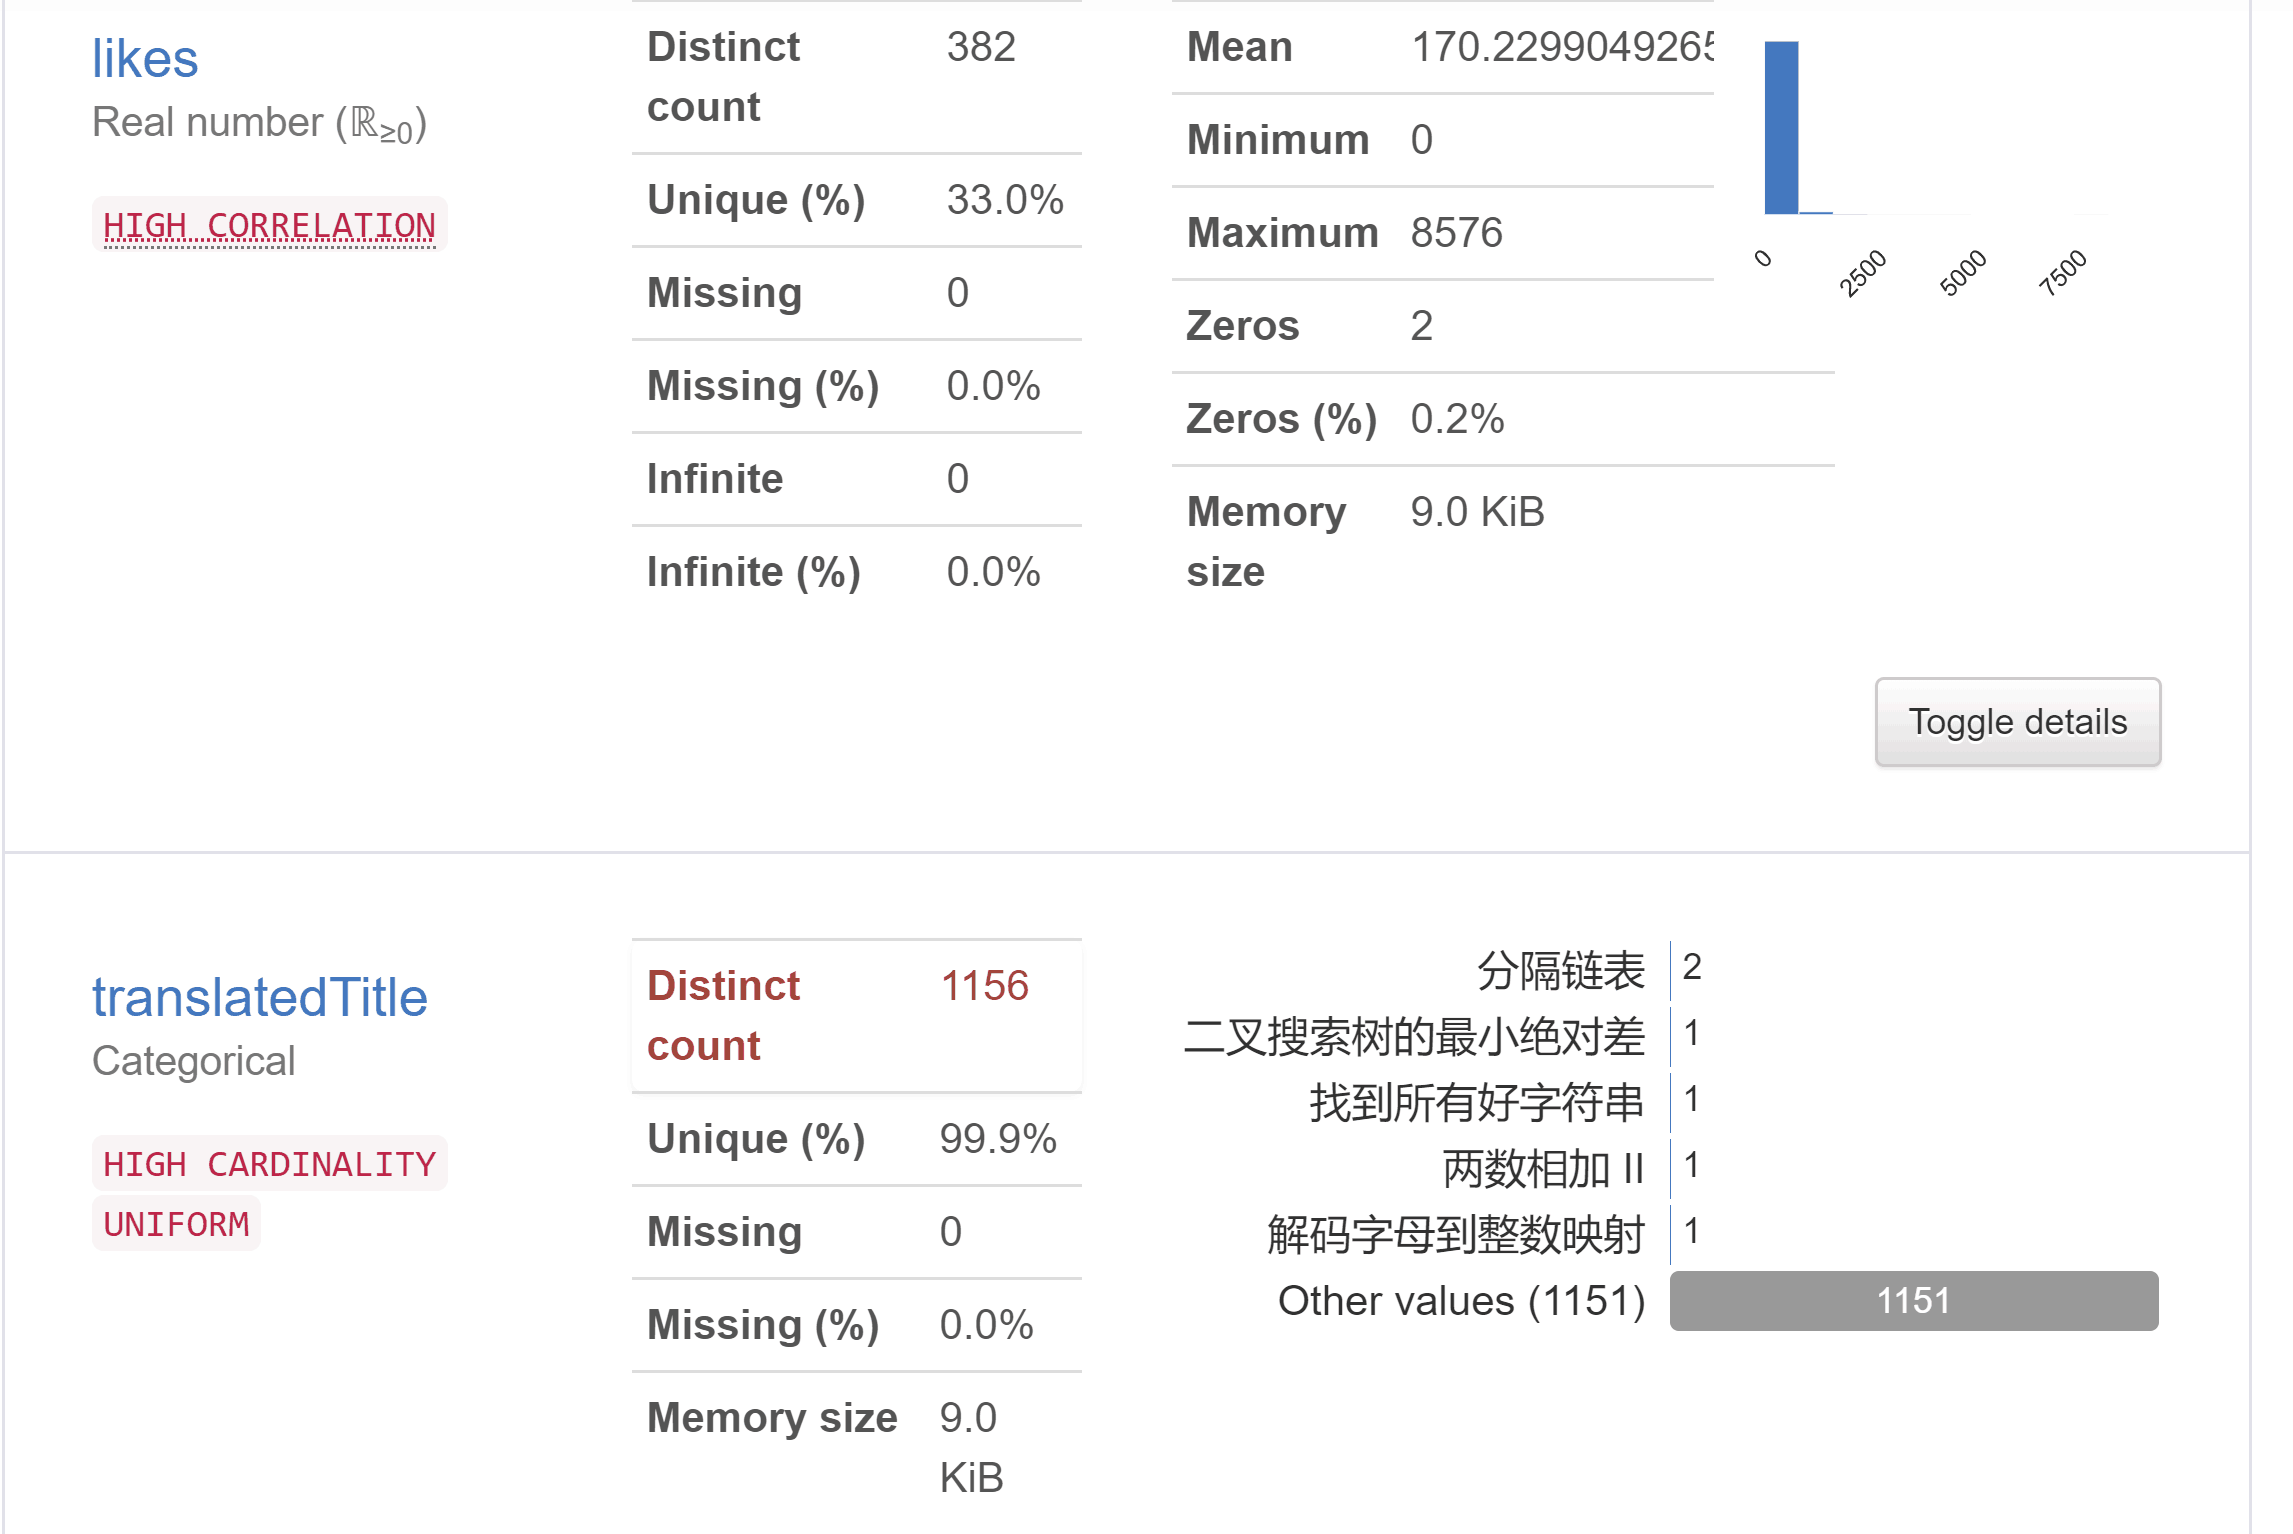 likes
Real number (ℝ≥0)
HIGH CORRELATION
Distinct count 382
Unique (%) 33.0%
Missing 0
Missing (%) 0.0%
Infinite 0
Infinite (%) 0.0%
Mean 170.2299049265
Minimum 0
Maximum 8576
Zeros 2
Zeros (%) 0.2%
Memory size 9.0 KiB
0 2500 5000 7500
Toggle details
translatedTitle
Categorical
HIGH CARDINALITY
UNIFORM
Distinct count 1156
Unique (%) 99.9%
Missing 0
Missing (%) 0.0%
Memory size 9.0 KiB
分隔链表 2
二叉搜索树的最小绝对差 1
找到所有好字符串 1
两数相加 II 1
解码字母到整数映射 1
Other values (1151) 1151